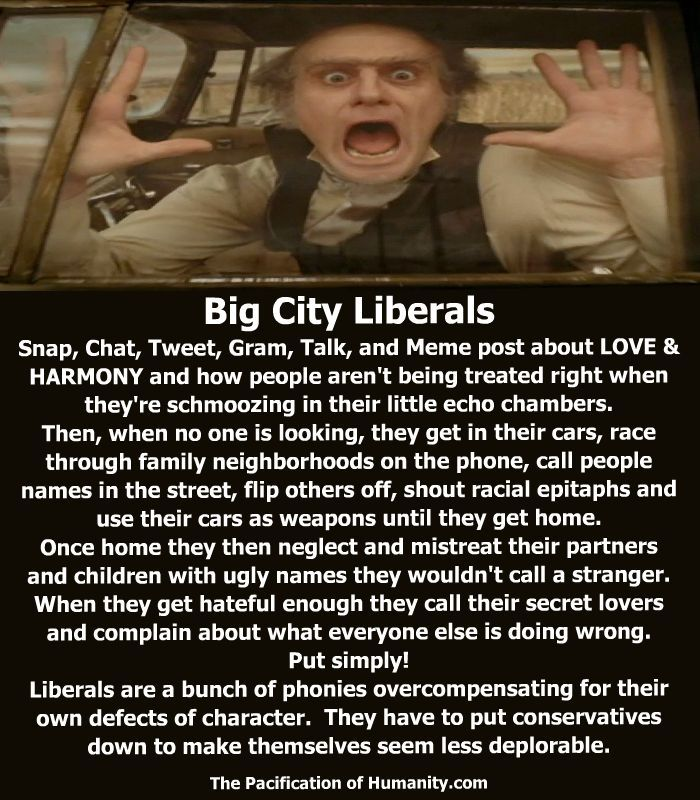 Big City Liberals
Snap, Chat, Tweet, Gram, Talk, and Meme post about LOVE &
HARMONY and how people aren't being treated right when
they're schmoozing in their little echo chambers.
Then, when no one is looking, they get in their cars, race
through family neighborhoods on the phone, call people
names in the street, flip others off, shout racial epitaphs and
use their cars as weapons until they get home.
Once home they then neglect and mistreat their partners
and children with ugly names they wouldn't call a stranger.
When they get hateful enough they call their secret lovers
and complain about what everyone else is doing wrong.
Put simply!
Liberals are a bunch of phonies overcompensating for their
own defects of character.  They have to put conservatives
down to make themselves seem less deplorable.
The Pacification of Humanity.com